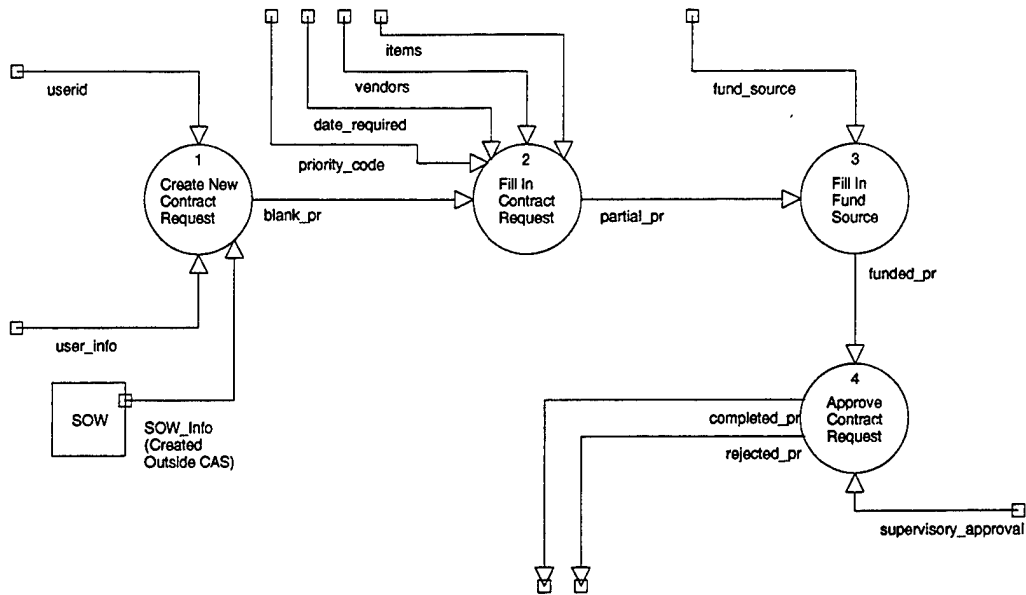 items
userid
vendors
fund_source
date_required
priority_code
1
Create New
Contract
Request
2
Fill In
Contract
Request
3
Fill In
Fund
Source
blank_pr
partial_pr
funded_pr
user_info
SOW
SOW_Info
(Created
Outside CAS)
4
Approve
Contract
Request
completed_pr
rejected_pr
supervisory_approval